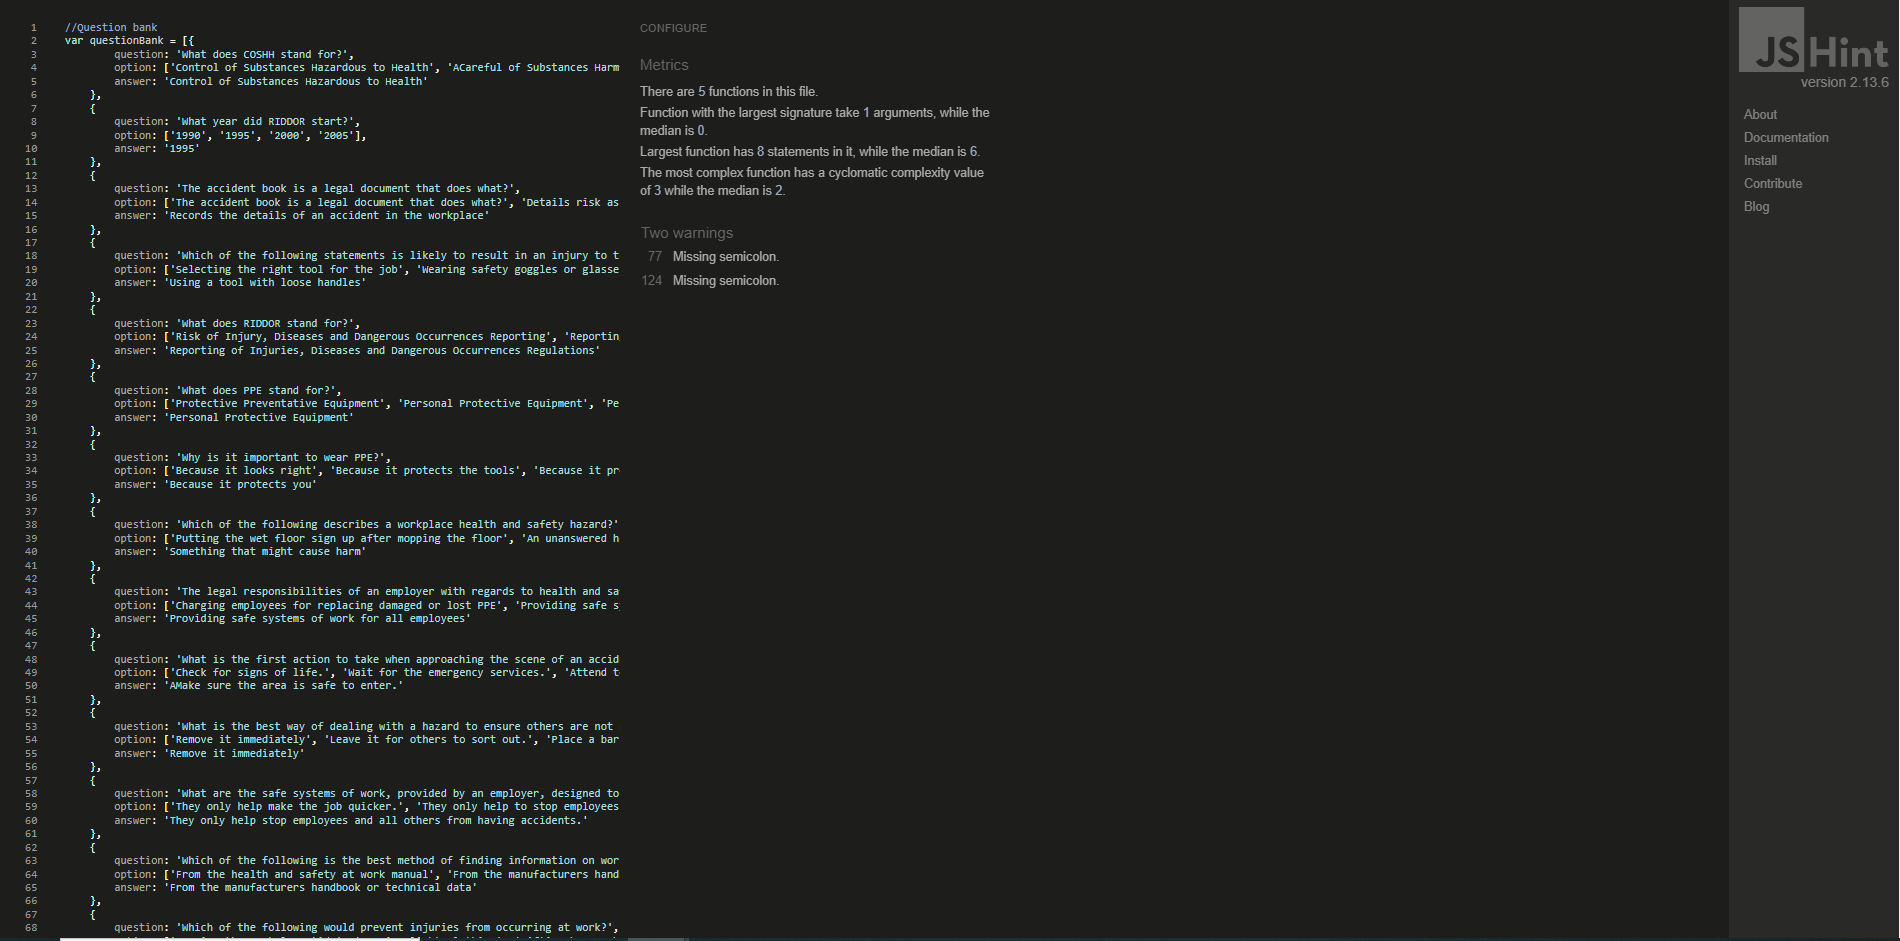 1 //Question bank
2 var questionBank = [{
3 question: 'What does COSHH stand for?',
4 option: ['Control of Substances Hazardous to Health', 'ACareful of Substances Harm
5 answer: 'Control of Substances Hazardous to Health'
6 },
7 {
8 question: 'What year did RIDDOR start?',
9 option: ['1990', '1995', '2000', '2005'],
10 answer: '1995'
11 },
12 {
13 question: 'The accident book is a legal document that does what?',
14 option: ['The accident book is a legal document that does what?', 'Details risk as
15 answer: 'Records the details of an accident in the workplace'
16 },
17 {
18 question: 'Which of the following statements is likely to result in an injury to t
19 option: ['Selecting the right tool for the job', 'Wearing safety goggles or glasse
20 answer: 'Using a tool with loose handles'
21 },
22 {
23 question: 'What does RIDDOR stand for?',
24 option: ['Risk of Injury, Diseases and Dangerous Occurrences Reporting', 'Reportin
25 answer: 'Reporting of Injuries, Diseases and Dangerous Occurrences Regulations'
26 },
27 {
28 question: 'What does PPE stand for?',
29 option: ['Protective Preventative Equipment', 'Personal Protective Equipment', 'Pe
30 answer: 'Personal Protective Equipment'
31 },
32 {
33 question: 'Why is it important to wear PPE?',
34 option: ['Because it looks right', 'Because it protects the tools', 'Because it pr
35 answer: 'Because it protects you'
36 },
37 {
38 question: 'Which of the following describes a workplace health and safety hazard?'
39 option: ['Putting the wet floor sign up after mopping the floor', 'An unanswered h
40 answer: 'Something that might cause harm'
41 },
42 {
43 question: 'The legal responsibilities of an employer with regards to health and sa
44 option: ['Charging employees for replacing damaged or lost PPE', 'Providing safe s
45 answer: 'Providing safe systems of work for all employees'
46 },
47 {
48 question: 'What is the first action to take when approaching the scene of an accid
49 option: ['Check for signs of life.', 'Wait for the emergency services.', 'Attend t
50 answer: 'AMake sure the area is safe to enter.'
51 },
52 {
53 question: 'What is the best way of dealing with a hazard to ensure others are not
54 option: ['Remove it immediately', 'Leave it for others to sort out.', 'Place a bar
55 answer: 'Remove it immediately'
56 },
57 {
58 question: 'What are the safe systems of work, provided by an employer, designed to
59 option: ['They only help make the job quicker.', 'They only help to stop employees
60 answer: 'They only help stop employees and all others from having accidents.'
61 },
62 {
63 question: 'Which of the following is the best method of finding information on wor
64 option: ['From the health and safety at work manual', 'From the manufacturers hand
65 answer: 'From the manufacturers handbook or technical data'
66 },
67 {
68 question: 'Which of the following would prevent injuries from occurring at work?',
CONFIGURE
Metrics
There are 5 functions in this file.
Function with the largest signature take 1 arguments, while the
median is 0.
Largest function has 8 statements in it, while the median is 6.
The most complex function has a cyclomatic complexity value
of 3 while the median is 2.
Two warnings
77 Missing semicolon.
124 Missing semicolon.
JSHint
version 2.13.6
About
Documentation
Install
Contribute
Blog